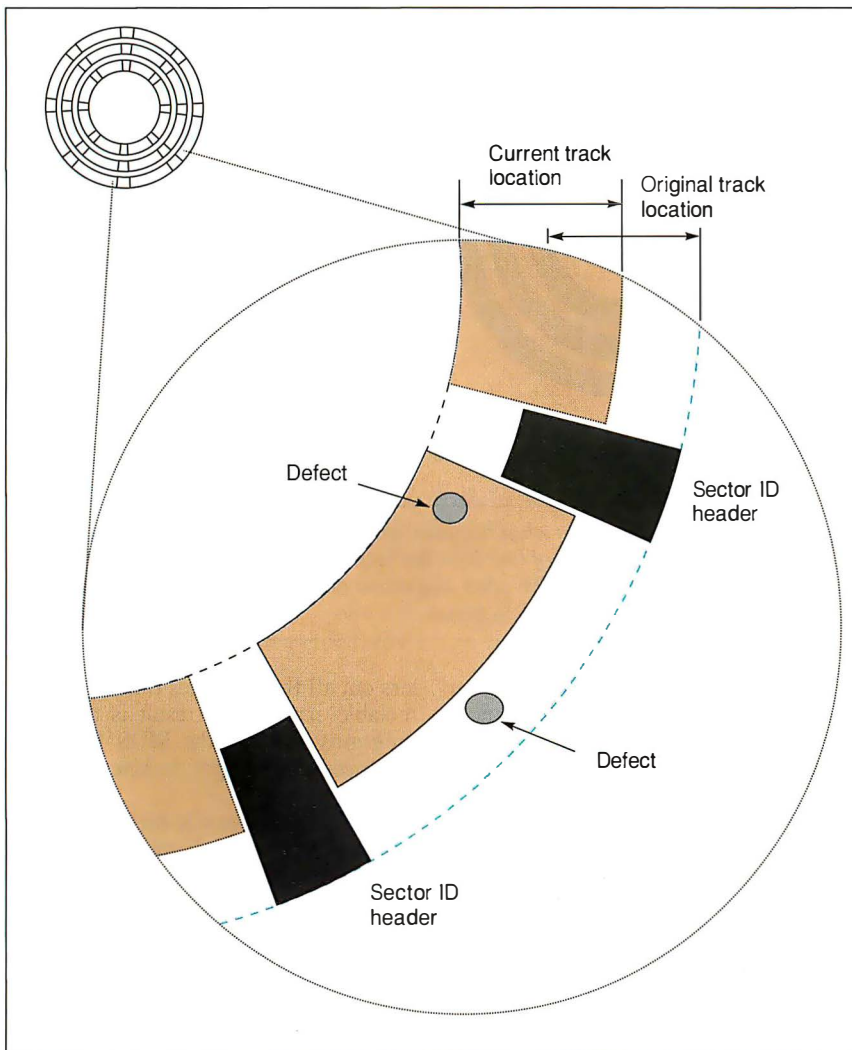 Current track
location
Original track
location
Defect
Sector ID
header
Defect
Sector ID
header